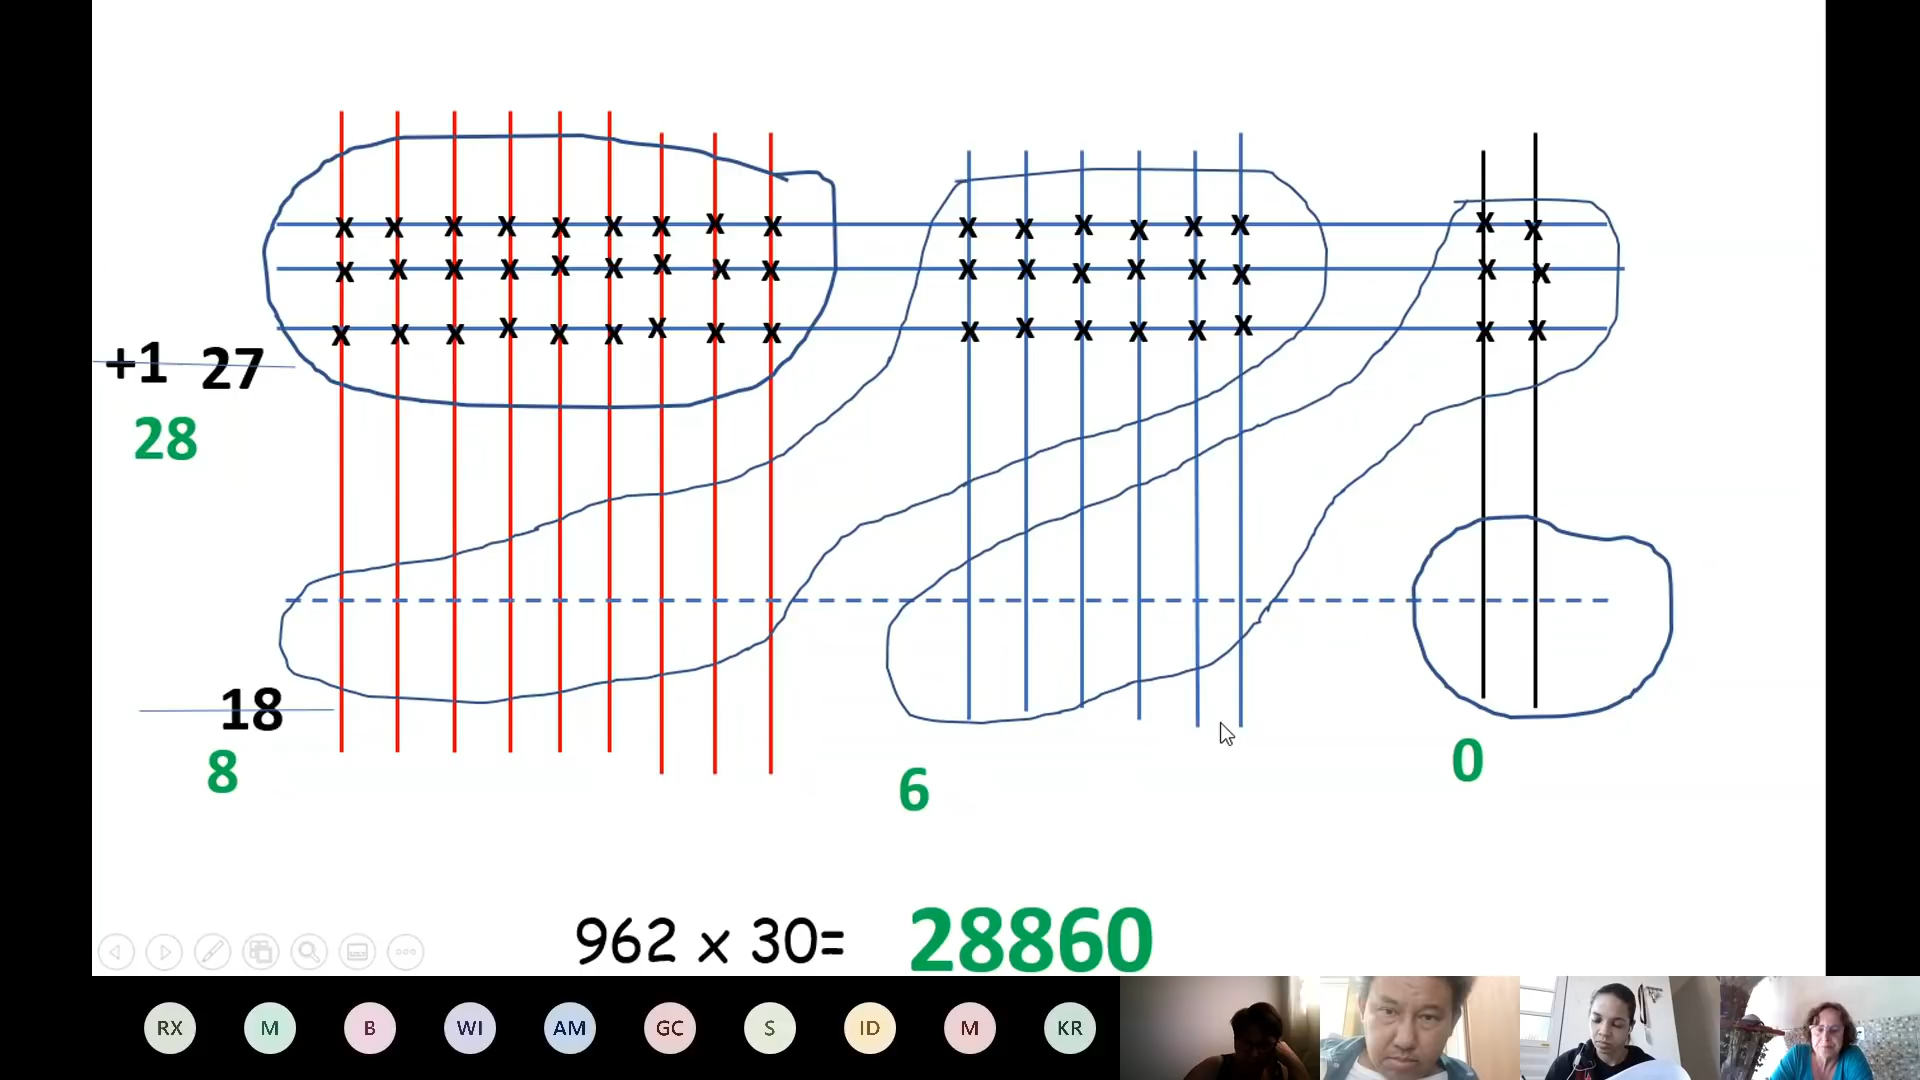 x x x x x x x x x x x x x x x x x
x x x x x x x x x x x x x x x x x
x x x x x x x x x x x x x x x x x
+1 27
28
18
8
6
0
962 x 30= 28860
RX M B WI AM GC S ID M KR